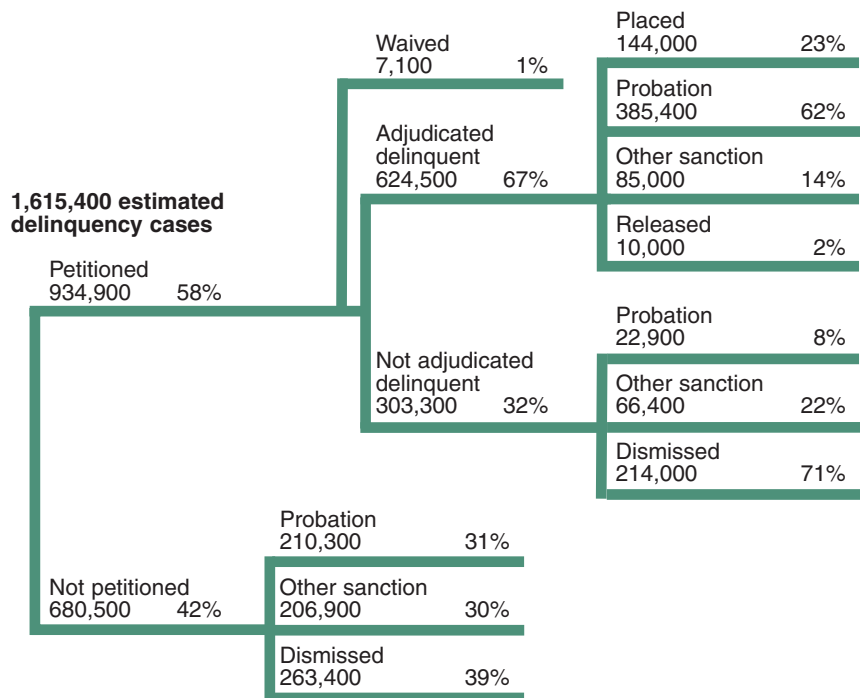 1,615,400 estimated
delinquency cases
Petitioned
934,900 58%
Waived
7,100 1%
Adjudicated
delinquent
624,500 67%
Placed
144,000 23%
Probation
385,400 62%
Other sanction
85,000 14%
Released
10,000 2%
Not adjudicated
delinquent
303,300 32%
Probation
22,900 8%
Other sanction
66,400 22%
Dismissed
214,000 71%
Not petitioned
680,500 42%
Probation
210,300 31%
Other sanction
206,900 30%
Dismissed
263,400 39%